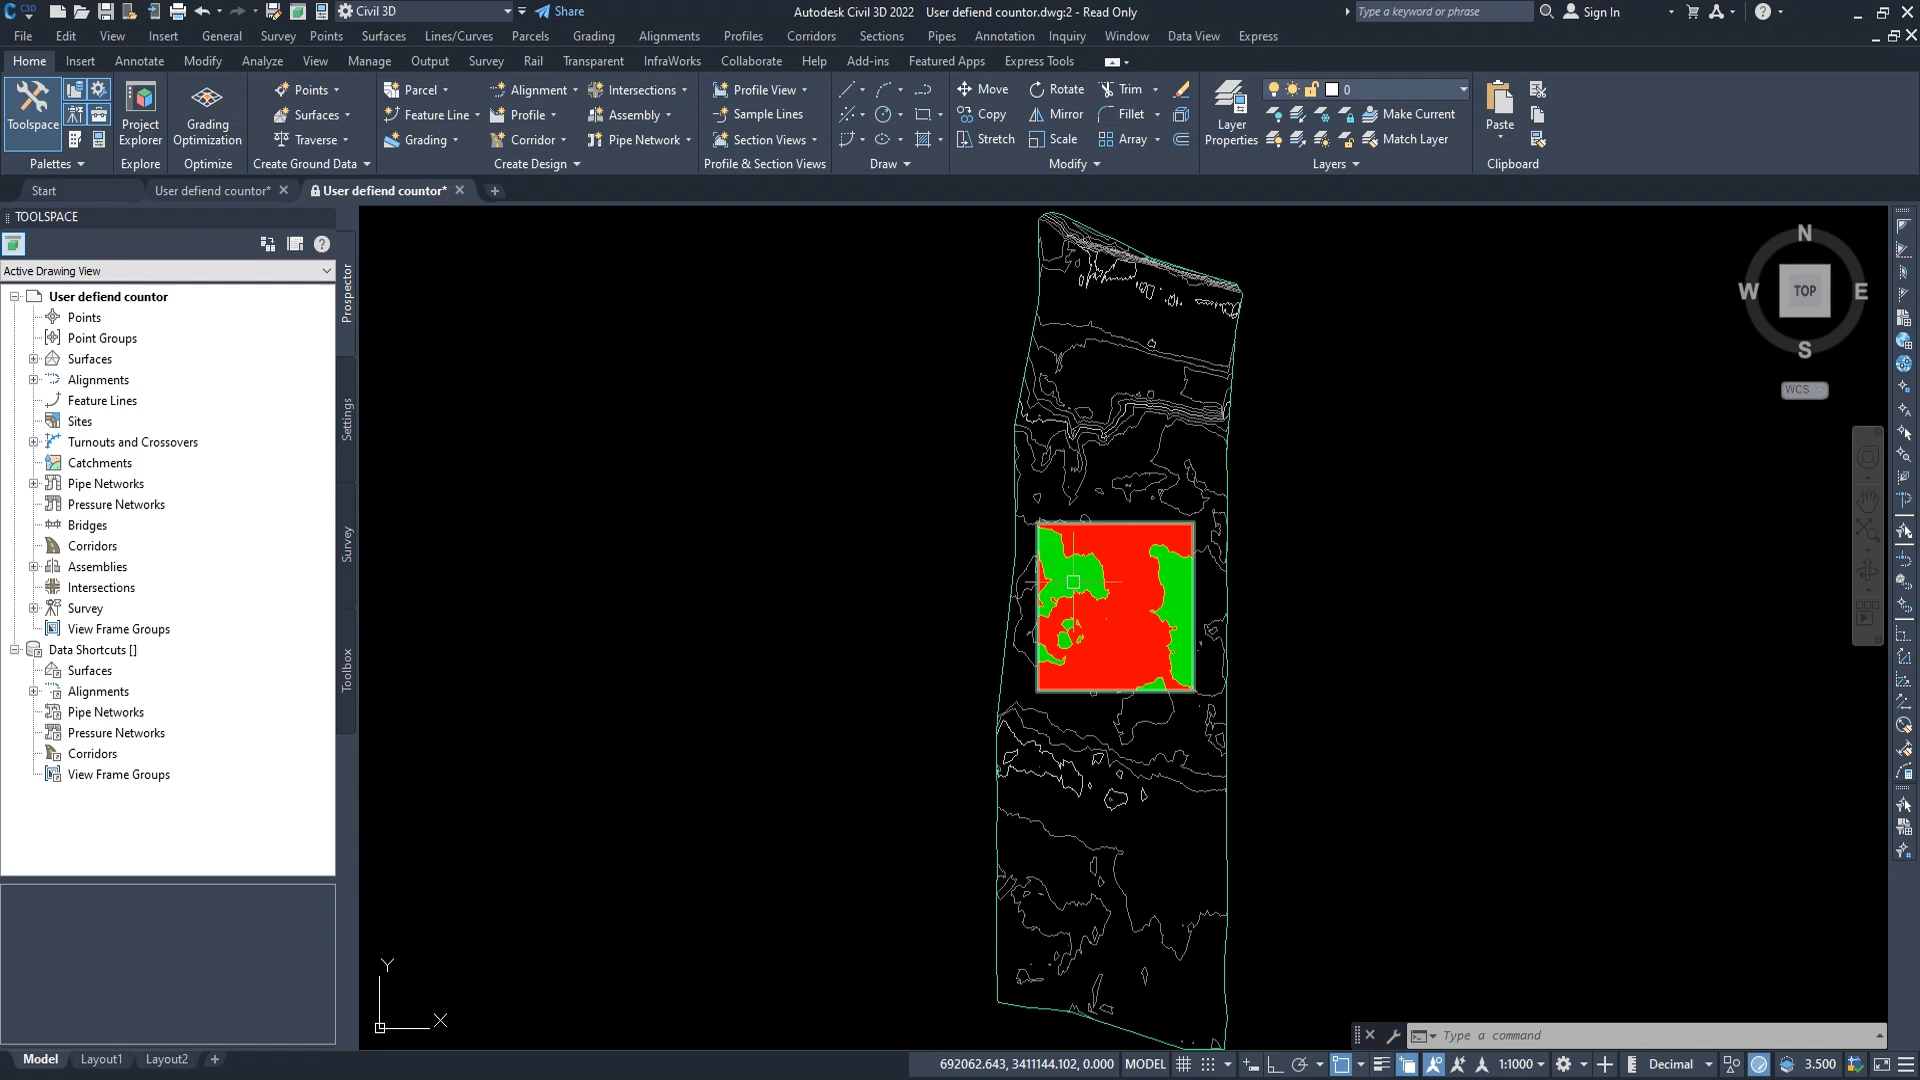 C3D Civil 3D Share Autodesk Civil 3D 2022 User defiend countor.dwg:2 - Read Only Type a keyword or phrase Sign In
File Edit View Insert General Survey Points Surfaces Lines/Curves Parcels Grading Alignments Profiles Corridors Sections Pipes Annotation Inquiry Window Data View Express
Home Insert Annotate Modify Analyze View Manage Output Survey Rail Transparent InfraWorks Collaborate Help Add-ins Featured Apps Express Tools
Points Parcel Alignment Intersections Profile View Move Rotate Trim 0
Toolspace Project Explorer Grading Optimization Surfaces Feature Line Profile Assembly Sample Lines Copy Mirror Fillet Layer Properties Make Current Paste
Traverse Grading Corridor Pipe Network Section Views Stretch Scale Array Match Layer
Palettes Explore Optimize Create Ground Data Create Design Profile & Section Views Draw Modify Layers Clipboard
Start User defiend countor* User defiend countor*
TOOLSPACE
Active Drawing View
User defiend countor
Points
Point Groups
Surfaces
Alignments
Feature Lines
Sites
Turnouts and Crossovers
Catchments
Pipe Networks
Pressure Networks
Bridges
Corridors
Assemblies
Intersections
Survey
View Frame Groups
Data Shortcuts []
Surfaces
Alignments
Pipe Networks
Pressure Networks
Corridors
View Frame Groups
Prospector
Settings
Survey
Toolbox
N
W TOP E
S
WCS
Y
X
Type a command
Model Layout1 Layout2 692062.643, 3411144.102, 0.000 MODEL 1:1000 Decimal 3.500